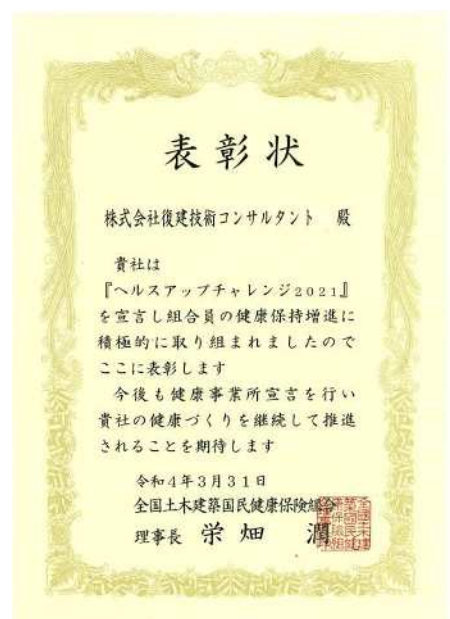 表彰状
株式会社復建技術コンサルタント　殿
貴社は
『ヘルスアップチャレンジ2021』
を宣言し組合員の健康保持増進に
積極的に取り組まれましたので
ここに表彰します
今後も健康事業所宣言を行い
貴社の健康づくりを継続して推進
されることを期待します
令和4年3月31日
全国土木建築国民健康保険組合
理事長　栄畑　潤